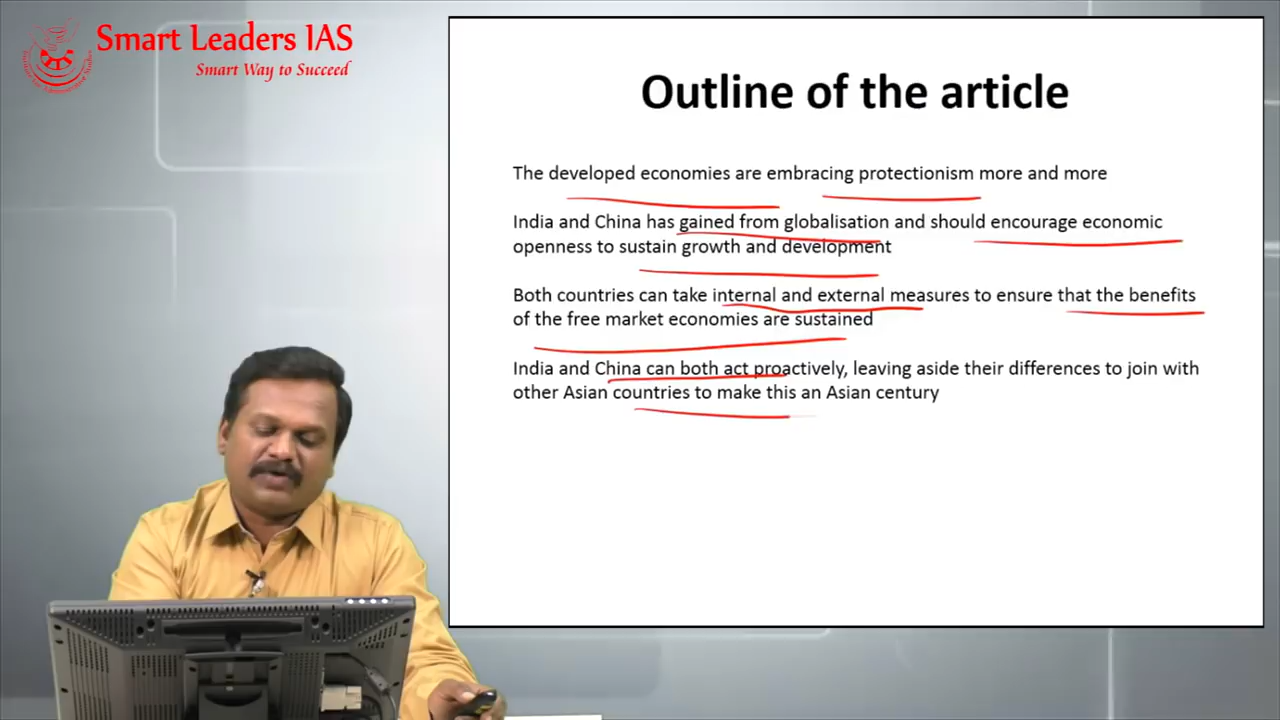 Smart Leaders IAS
Smart Way to Succeed
Outline of the article
The developed economies are embracing protectionism more and more
India and China has gained from globalisation and should encourage economic
openness to sustain growth and development
Both countries can take internal and external measures to ensure that the benefits
of the free market economies are sustained
India and China can both act proactively, leaving aside their differences to join with
other Asian countries to make this an Asian century